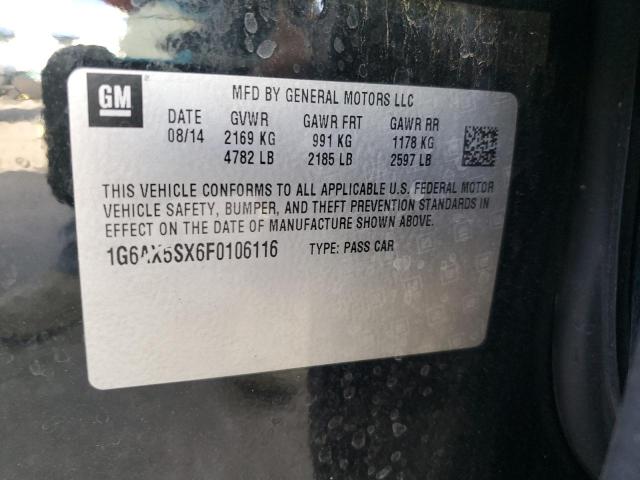 GM
MFD BY GENERAL MOTORS LLC
DATE GVWR GAWR FRT GAWR RR
08/14 2169 KG 991 KG 1178 KG
4782 LB 2185 LB 2597 LB
THIS VEHICLE CONFORMS TO ALL APPLICABLE U.S. FEDERAL MOTOR
VEHICLE SAFETY, BUMPER, AND THEFT PREVENTION STANDARDS IN
EFFECT ON THE DATE OF MANUFACTURE SHOWN ABOVE.
1G6AX5SX6F0106116 TYPE: PASS CAR